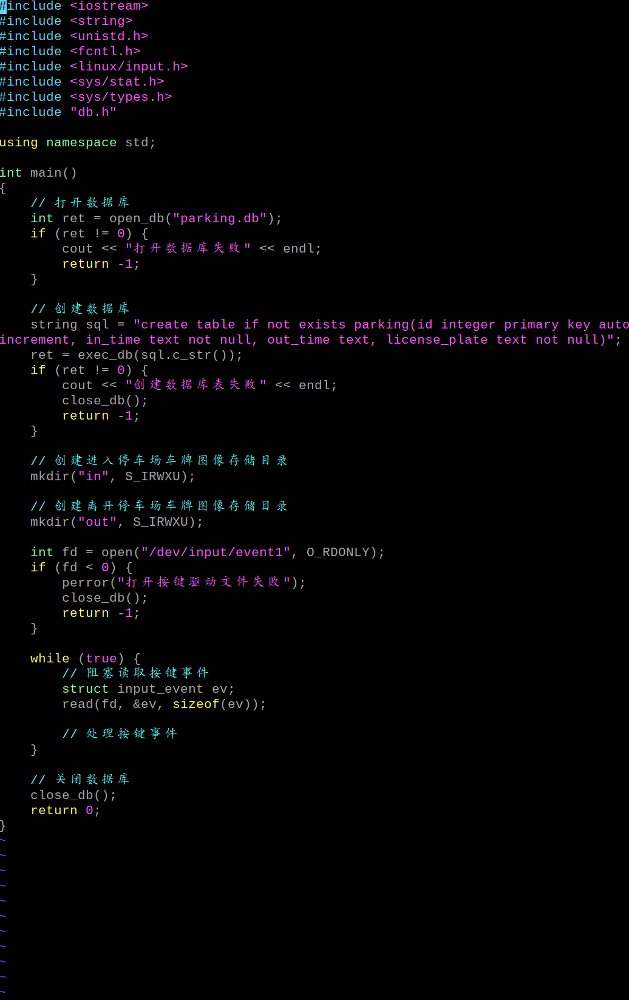 #include <iostream>
#include <string>
#include <unistd.h>
#include <fcntl.h>
#include <linux/input.h>
#include <sys/stat.h>
#include <sys/types.h>
#include "db.h"

using namespace std;

int main()
{
    // 打开数据库
    int ret = open_db("parking.db");
    if (ret != 0) {
        cout << "打开数据库失败" << endl;
        return -1;
    }

    // 创建数据库
    string sql = "create table if not exists parking(id integer primary key auto
increment, in_time text not null, out_time text, license_plate text not null)";
    ret = exec_db(sql.c_str());
    if (ret != 0) {
        cout << "创建数据库表失败" << endl;
        close_db();
        return -1;
    }

    // 创建进入停车场车牌图像存储目录
    mkdir("in", S_IRWXU);

    // 创建离开停车场车牌图像存储目录
    mkdir("out", S_IRWXU);

    int fd = open("/dev/input/event1", O_RDONLY);
    if (fd < 0) {
        perror("打开按键驱动文件失败");
        close_db();
        return -1;
    }

    while (true) {
        // 阻塞读取按键事件
        struct input_event ev;
        read(fd, &ev, sizeof(ev));

        // 处理按键事件
    }

    // 关闭数据库
    close_db();
    return 0;
}
~
~
~
~
~
~
~
~
~
~
~